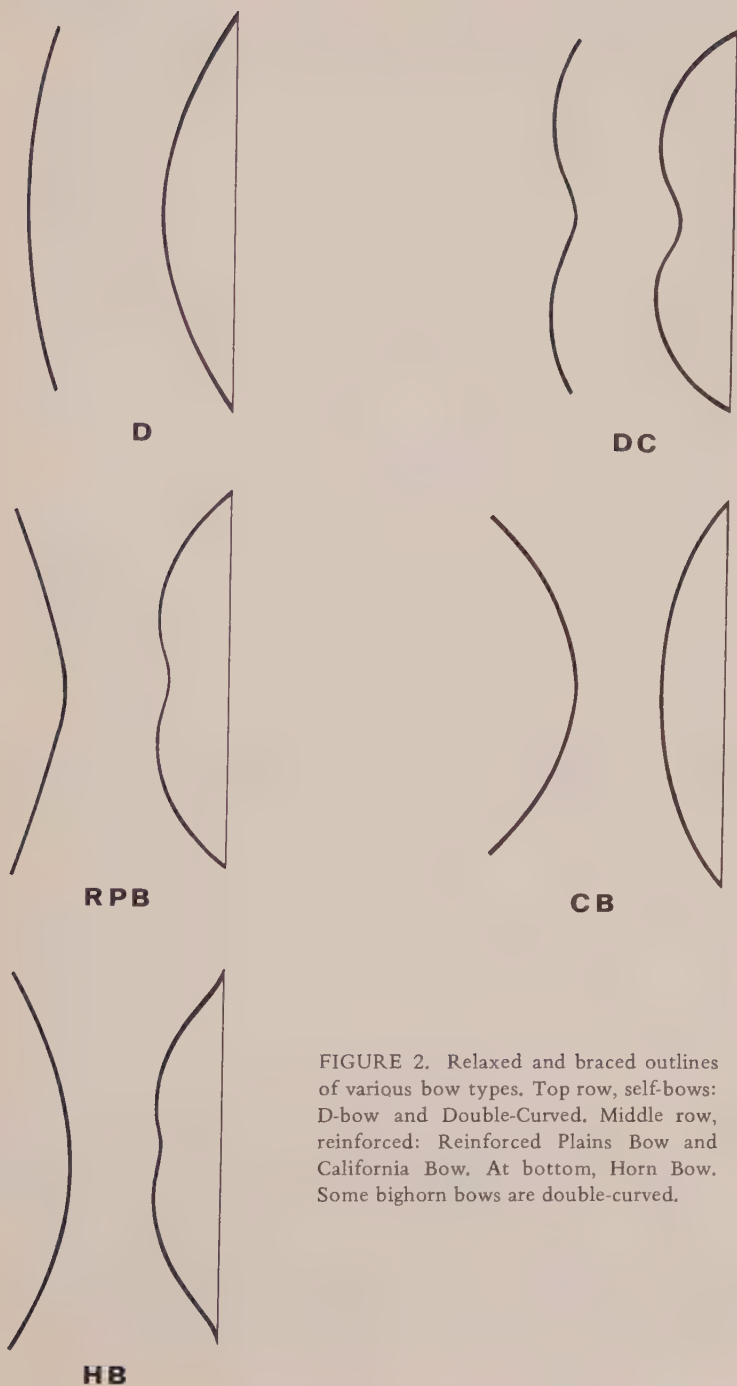 D
DC
RPB
CB
FIGURE 2. Relaxed and braced outlines
of various bow types. Top row, self-bows:
D-bow and Double-Curved. Middle row,
reinforced: Reinforced Plains Bow and
California Bow. At bottom, Horn Bow.
Some bighorn bows are double-curved.
HB